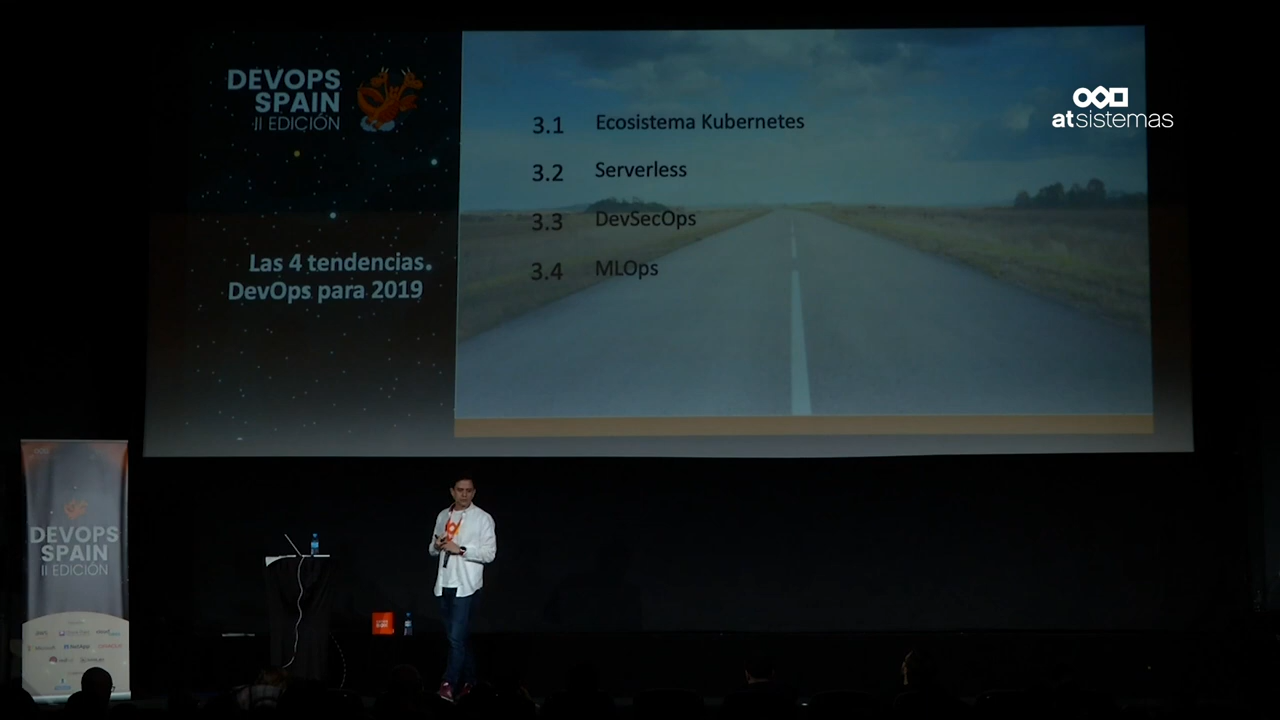 DEVOPS
SPAIN
II EDICIÓN
Las 4 tendencias
DevOps para 2019
3.1 Ecosistema Kubernetes
3.2 Serverless
3.3 DevSecOps
3.4 MLOps
atsistemas
DEVOPS
SPAIN
II EDICIÓN